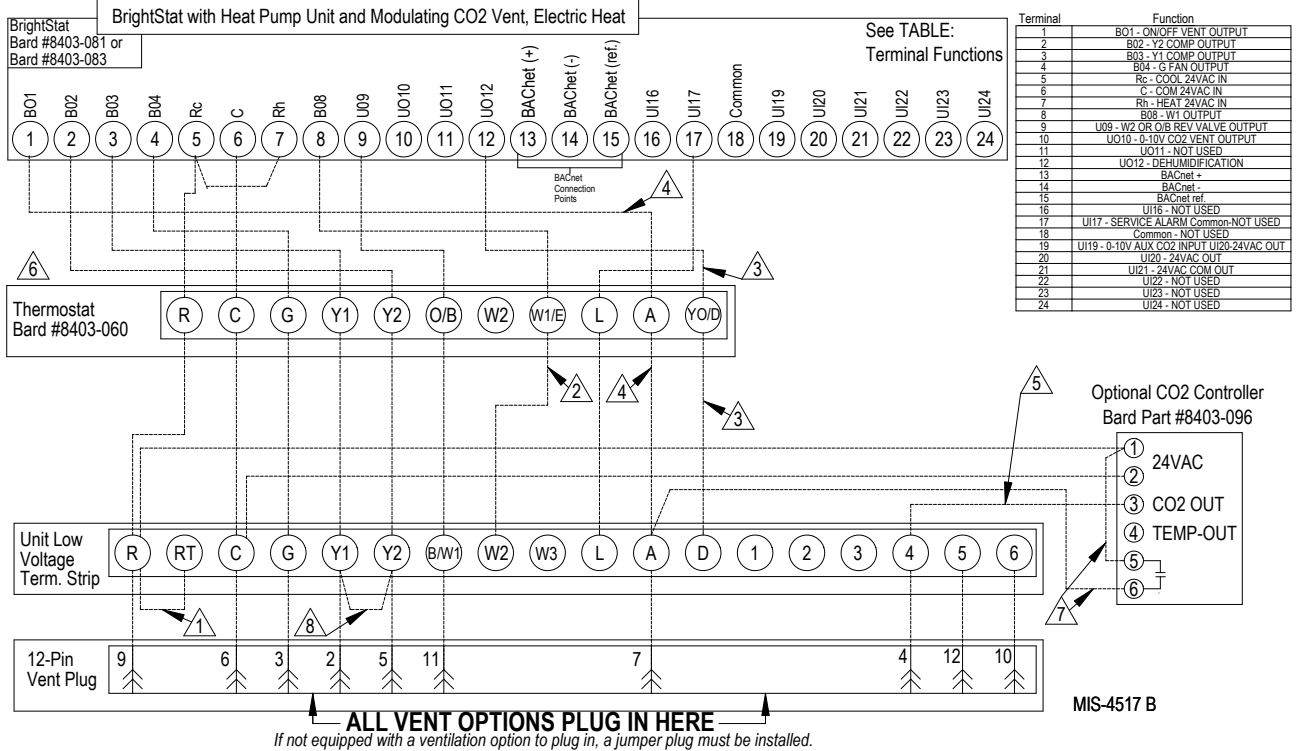 BrightStat with Heat Pump Unit and Modulating CO2 Vent, Electric Heat
BrightStat
Bard #8403-081 or
Bard #8403-083
See TABLE:
Terminal Functions
BO1 B02 B03 B04 Rc C Rh B08 U09 UO10 UO11 UO12 BAChet (+) BAChet (-) BAChet (ref.) UI16 UI17 Common UI19 UI20 UI21 UI22 UI23 UI24
1 2 3 4 5 6 7 8 9 10 11 12 13 14 15 16 17 18 19 20 21 22 23 24
BACnet
Connection
Points
4
6
3
Thermostat
Bard #8403-060
R C G Y1 Y2 O/B W2 W1/E L A YO/D
2
4
3
5
Optional CO2 Controller
Bard Part #8403-096
1
24VAC
2
3 CO2 OUT
4 TEMP-OUT
5
6
7
Unit Low
Voltage
Term. Strip
R RT C G Y1 Y2 B/W1 W2 W3 L A D 1 2 3 4 5 6
1
8
12-Pin
Vent Plug
9 6 3 2 5 11 7 4 12 10
ALL VENT OPTIONS PLUG IN HERE
If not equipped with a ventilation option to plug in, a jumper plug must be installed.
MIS-4517 B
Terminal Function
1 BO1 - ON/OFF VENT OUTPUT
2 B02 - Y2 COMP OUTPUT
3 B03 - Y1 COMP OUTPUT
4 B04 - G FAN OUTPUT
5 Rc - COOL 24VAC IN
6 C - COM 24VAC IN
7 Rh - HEAT 24VAC IN
8 B08 - W1 OUTPUT
9 U09 - W2 OR O/B REV VALVE OUTPUT
10 UO10 - 0-10V CO2 VENT OUTPUT
11 UO11 - NOT USED
12 UO12 - DEHUMIDIFICATION
13 BACnet +
14 BACnet -
15 BACnet ref.
16 UI16 - NOT USED
17 UI17 - SERVICE ALARM Common-NOT USED
18 Common - NOT USED
19 UI19 - 0-10V AUX CO2 INPUT UI20-24VAC OUT
20 UI20 - 24VAC OUT
21 UI21 - 24VAC COM OUT
22 UI22 - NOT USED
23 UI23 - NOT USED
24 UI24 - NOT USED